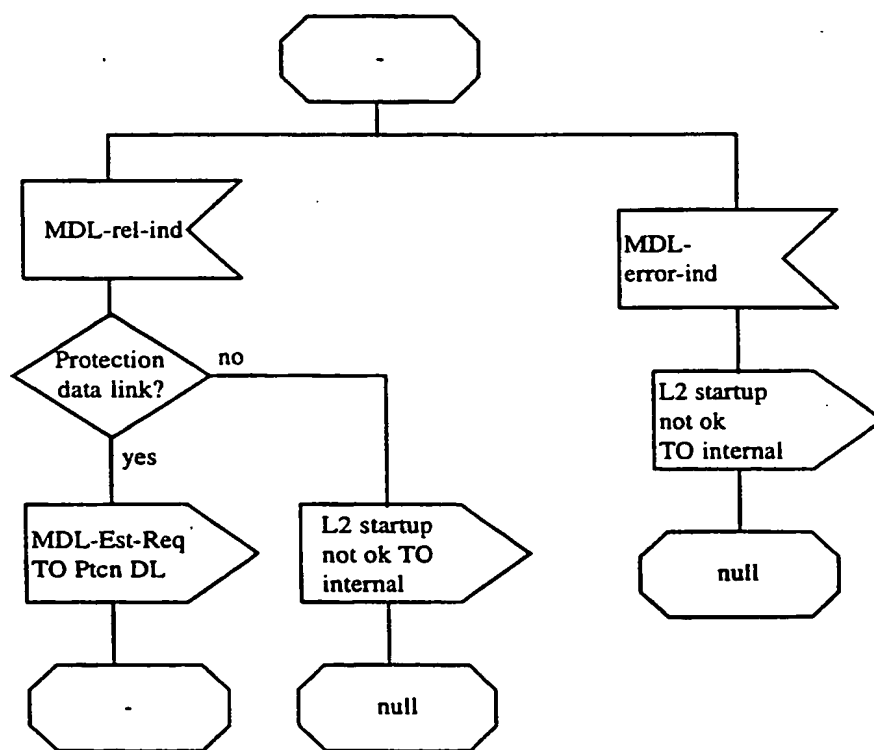 -
MDL-rel-ind
MDL-
error-ind
Protection
data link?
no
yes
L2 startup
not ok
TO internal
MDL-Est-Req
TO Ptcn DL
L2 startup
not ok TO
internal
null
-
null